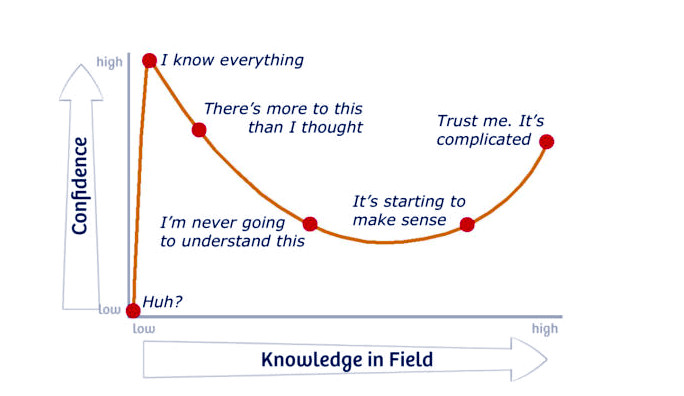 high
I know everything
There's more to this
than I thought
Trust me. It's
complicated
Confidence
It's starting to
make sense
I'm never going
to understand this
Huh?
low
low
high
Knowledge in Field